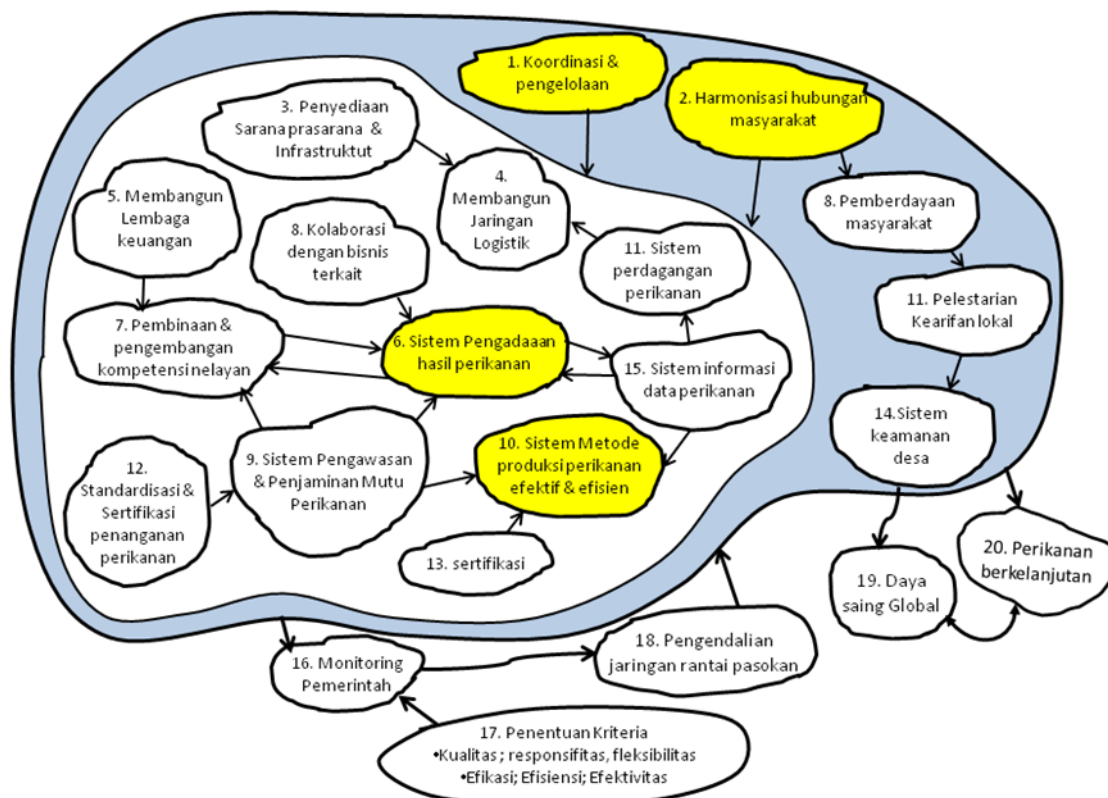 1. Koordinasi &
pengelolaan
2. Harmonisasi hubungan
masyarakat
3. Penyediaan
Sarana prasarana &
Infrastruktut
4.
Membangun
Jaringan
Logistik
5. Membangun
Lembaga
keuangan
8. Kolaborasi
dengan bisnis
terkait
8. Pemberdayaan
masyarakat
11. Sistem
perdagangan
perikanan
11. Pelestarian
Kearifan lokal
7. Pembinaan &
pengembangan
kompetensi nelayan
6. Sistem Pengadaaan
hasil perikanan
15. Sistem informasi
data perikanan
14.Sistem
keamanan
desa
12.
Standardisasi &
Sertifikasi
penanganan
perikanan
9. Sistem Pengawasan
& Penjaminan Mutu
Perikanan
10. Sistem Metode
produksi perikanan
efektif & efisien
13. sertifikasi
19. Daya
saing Global
20. Perikanan
berkelanjutan
16. Monitoring
Pemerintah
18. Pengendalian
jaringan rantai pasokan
17. Penentuan Kriteria
•Kualitas ; responsifitas, fleksibilitas
•Efikasi; Efisiensi; Efektivitas